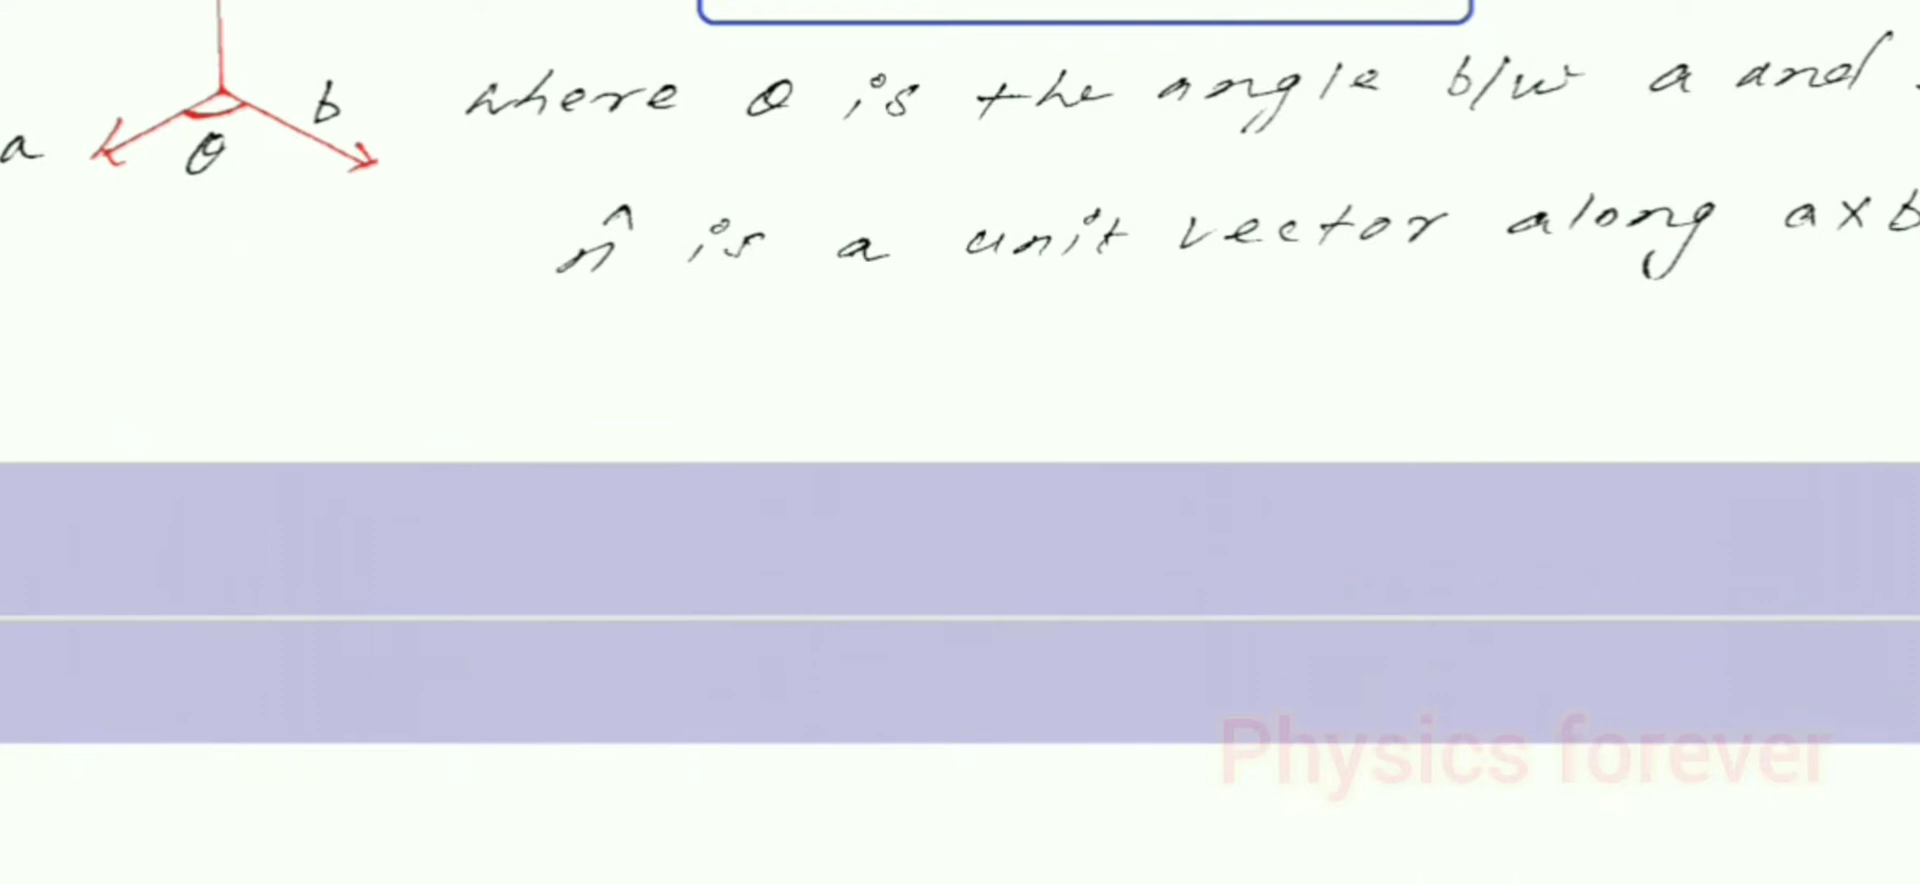 b where θ is the angle b/w a and
a θ
n̂ is a unit vector along a×b
Physics forever